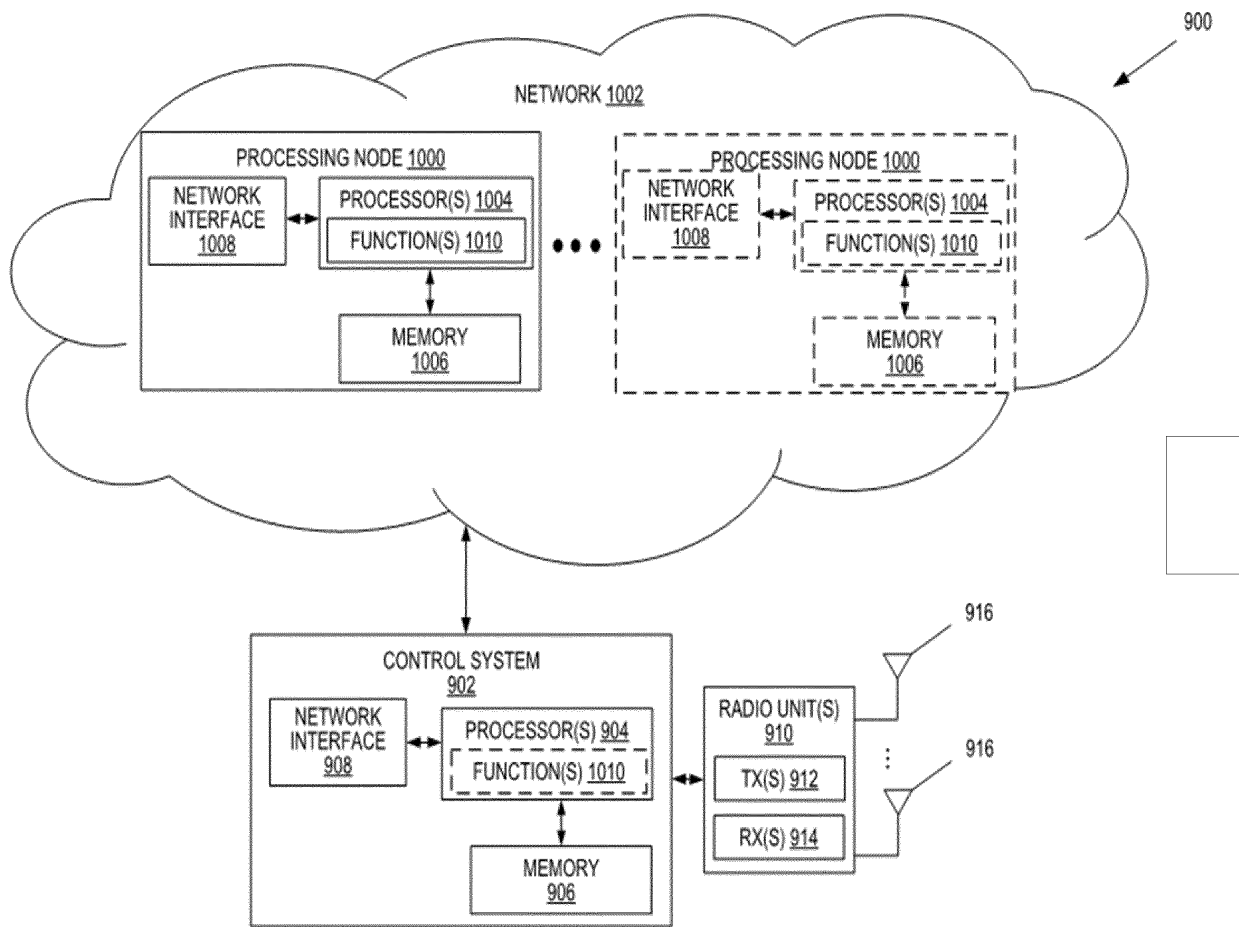 900
NETWORK 1002
PROCESSING NODE 1000
NETWORK
INTERFACE
1008
PROCESSOR(S) 1004
FUNCTION(S) 1010
MEMORY
1006
PROCESSING NODE 1000
NETWORK
INTERFACE
1008
PROCESSOR(S) 1004
FUNCTION(S) 1010
MEMORY
1006
CONTROL SYSTEM
902
NETWORK
INTERFACE
908
PROCESSOR(S) 904
FUNCTION(S) 1010
MEMORY
906
RADIO UNIT(S)
910
TX(S) 912
RX(S) 914
916
916